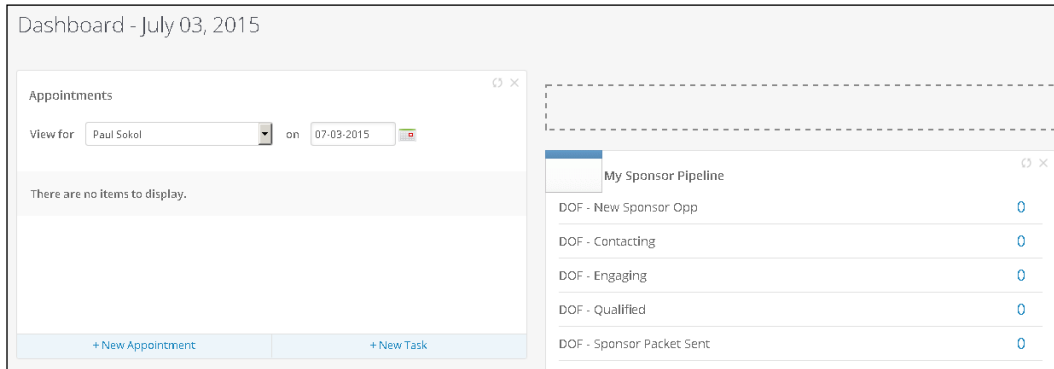 Dashboard - July 03, 2015
Appointments
View for Paul Sokol on 07-03-2015
There are no items to display.
+ New Appointment + New Task
My Sponsor Pipeline
DOF - New Sponsor Opp 0
DOF - Contacting 0
DOF - Engaging 0
DOF - Qualified 0
DOF - Sponsor Packet Sent 0